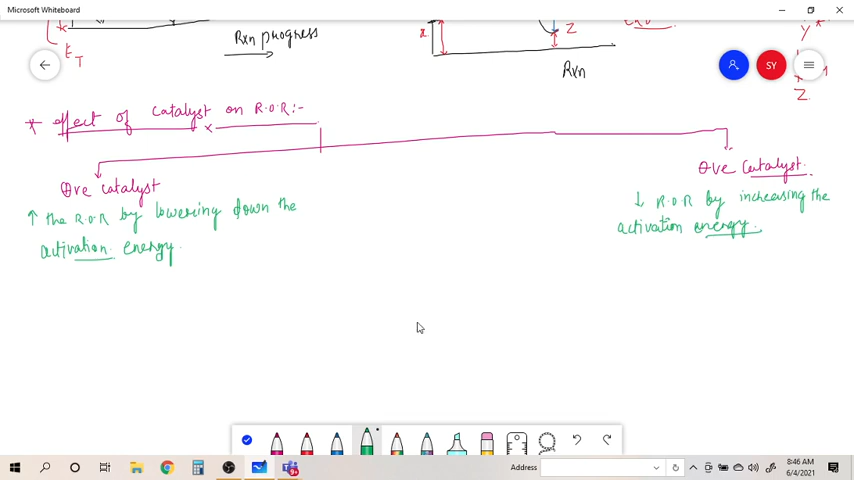 Microsoft Whiteboard
Rxn progress
ET
x
Z
Rxn
y
Z
SY
* effect of catalyst on R.O.R :-
⊕ve catalyst
↑ the R.O.R by lowering down the
activation energy.
⊖ve catalyst.
↓ R.O.R by increasing the
activation energy.
Address
8:46 AM
6/4/2021